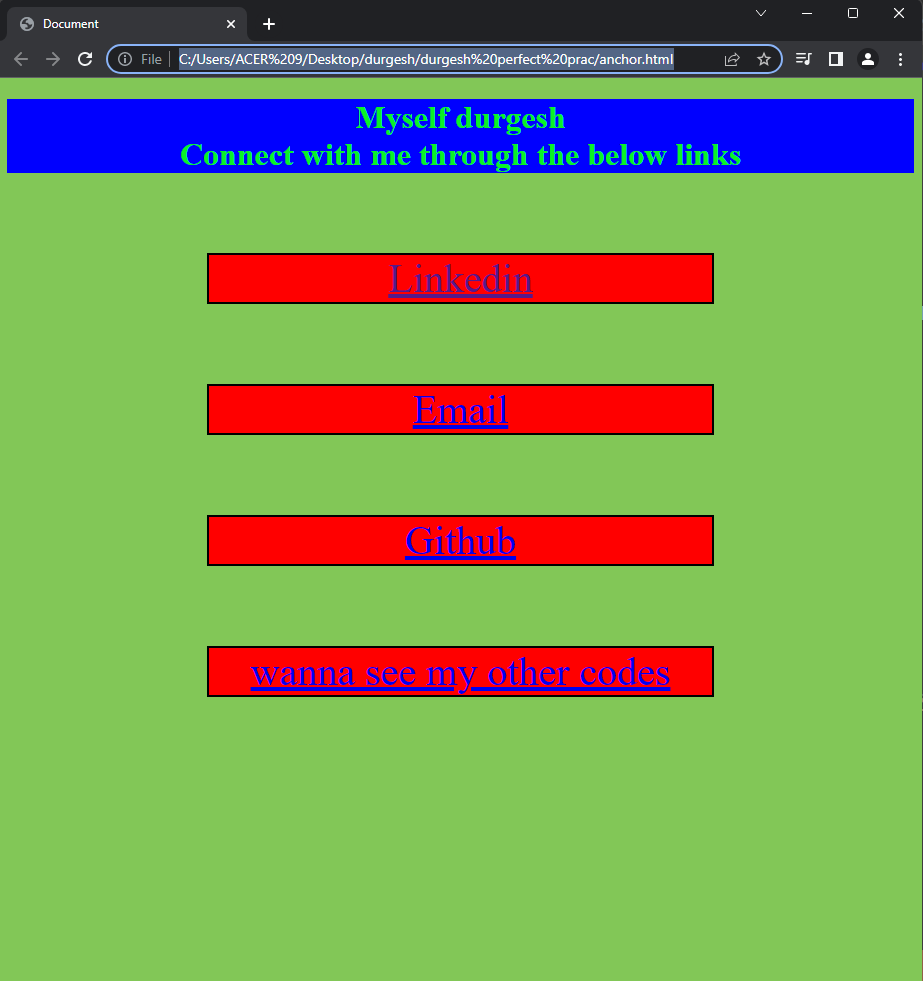 Document
File
C:/Users/ACER%209/Desktop/durgesh/durgesh%20perfect%20prac/anchor.html
Myself durgesh
Connect with me through the below links
Linkedin
Email
Github
wanna see my other codes